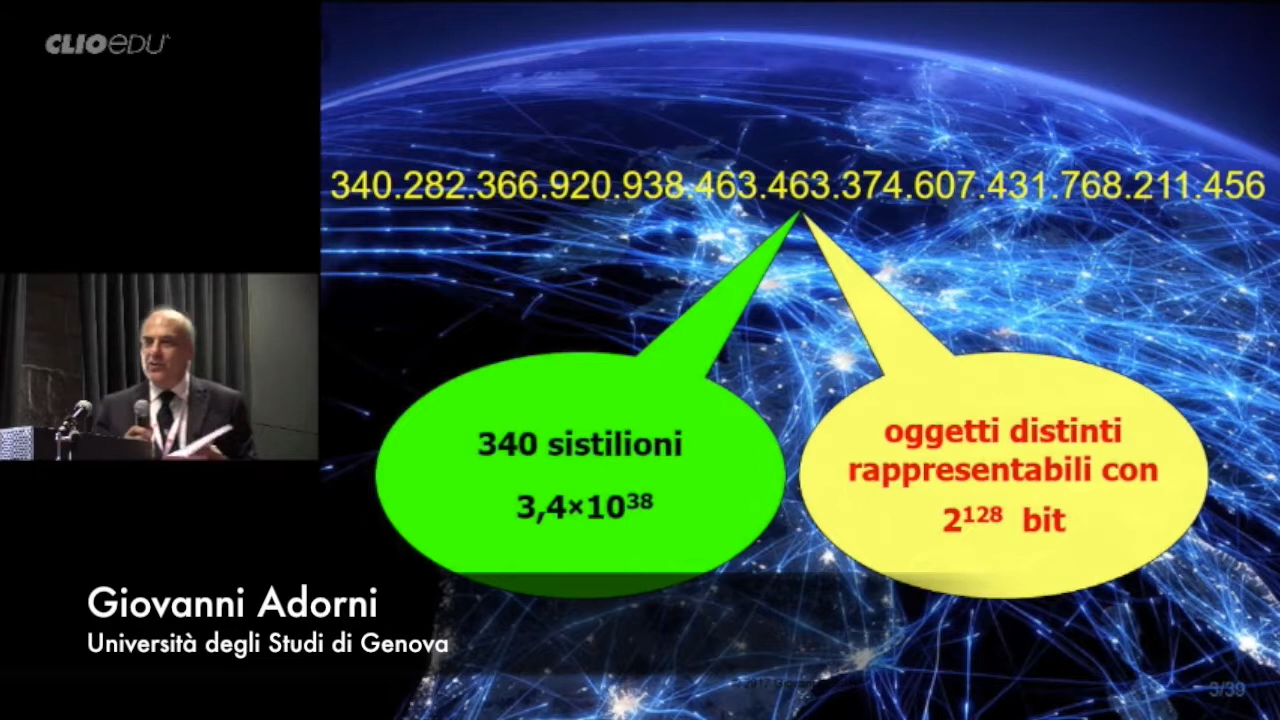 CLIOEDU
340.282.366.920.938.463.463.374.607.431.768.211.456
340 sistilioni
3,4×10³⁸
oggetti distinti
rappresentabili con
2¹²⁸ bit
Giovanni Adorni
Università degli Studi di Genova
© 2017
3/39